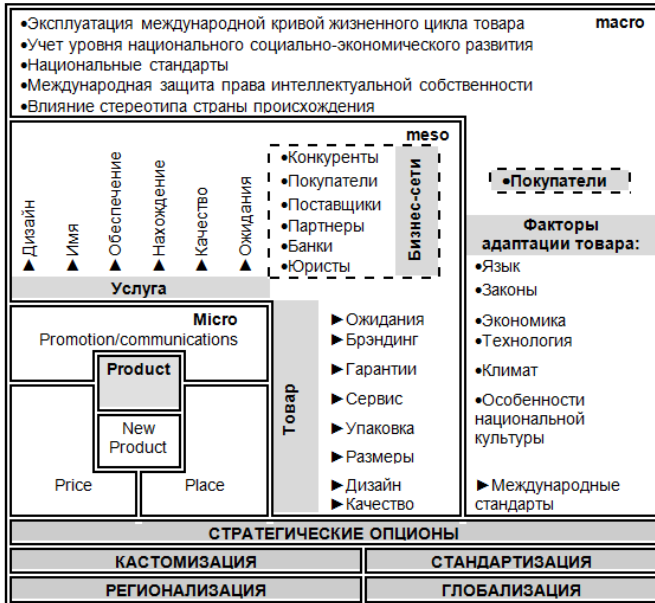 •Эксплуатация международной кривой жизненного цикла товара
macro
•Учет уровня национального социально-экономического развития
•Национальные стандарты
•Международная защита права интеллектуальной собственности
•Влияние стереотипа страны происхождения
meso
▲Дизайн
▲Имя
▲Обеспечение
▲Нахождение
▲Качество
▲Ожидания
Услуга
•Конкуренты
•Покупатели
•Поставщики
•Партнеры
•Банки
•Юристы
Бизнес-сети
•Покупатели
Факторы
адаптации товара:
•Язык
•Законы
•Экономика
•Технология
•Климат
•Особенности
национальной
культуры
►Международные
стандарты
Micro
Promotion/communications
Product
New
Product
Price
Place
Товар
►Ожидания
►Брэндинг
►Гарантии
►Сервис
►Упаковка
►Размеры
►Дизайн
►Качество
СТРАТЕГИЧЕСКИЕ ОПЦИОНЫ
КАСТОМИЗАЦИЯ
СТАНДАРТИЗАЦИЯ
РЕГИОНАЛИЗАЦИЯ
ГЛОБАЛИЗАЦИЯ